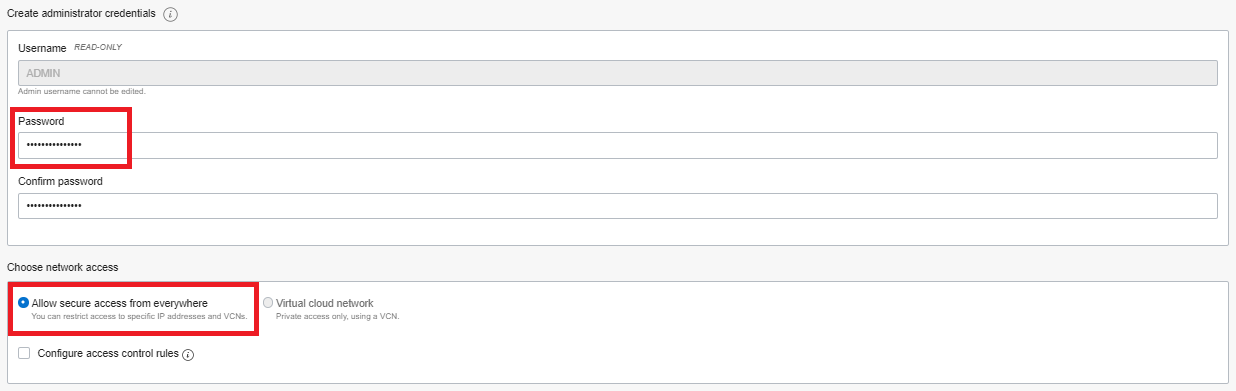 Create administrator credentials i
Username READ-ONLY
ADMIN
Admin username cannot be edited.
Password
•••••••••••••••
Confirm password
•••••••••••••••
Choose network access
Allow secure access from everywhere
You can restrict access to specific IP addresses and VCNs.
Virtual cloud network
Private access only, using a VCN.
Configure access control rules i